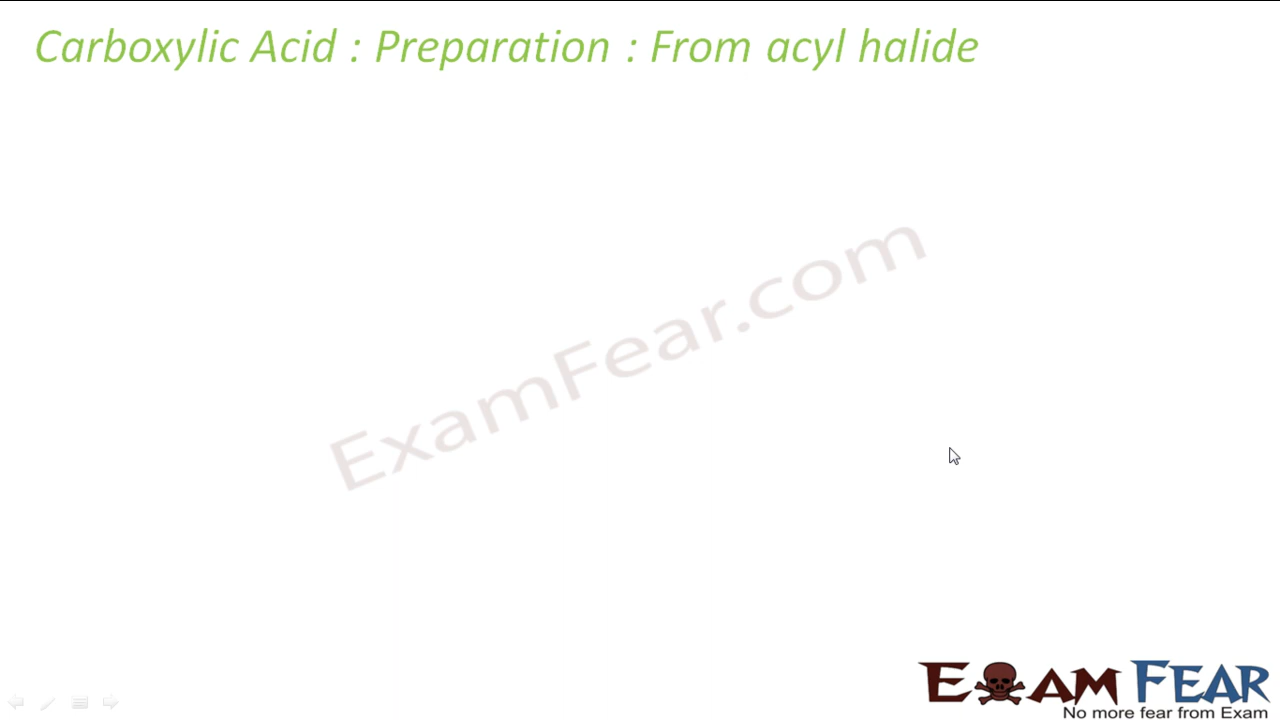 Carboxylic Acid : Preparation : From acyl halide
ExamFear.com
EXAM FEAR
No more fear from Exam